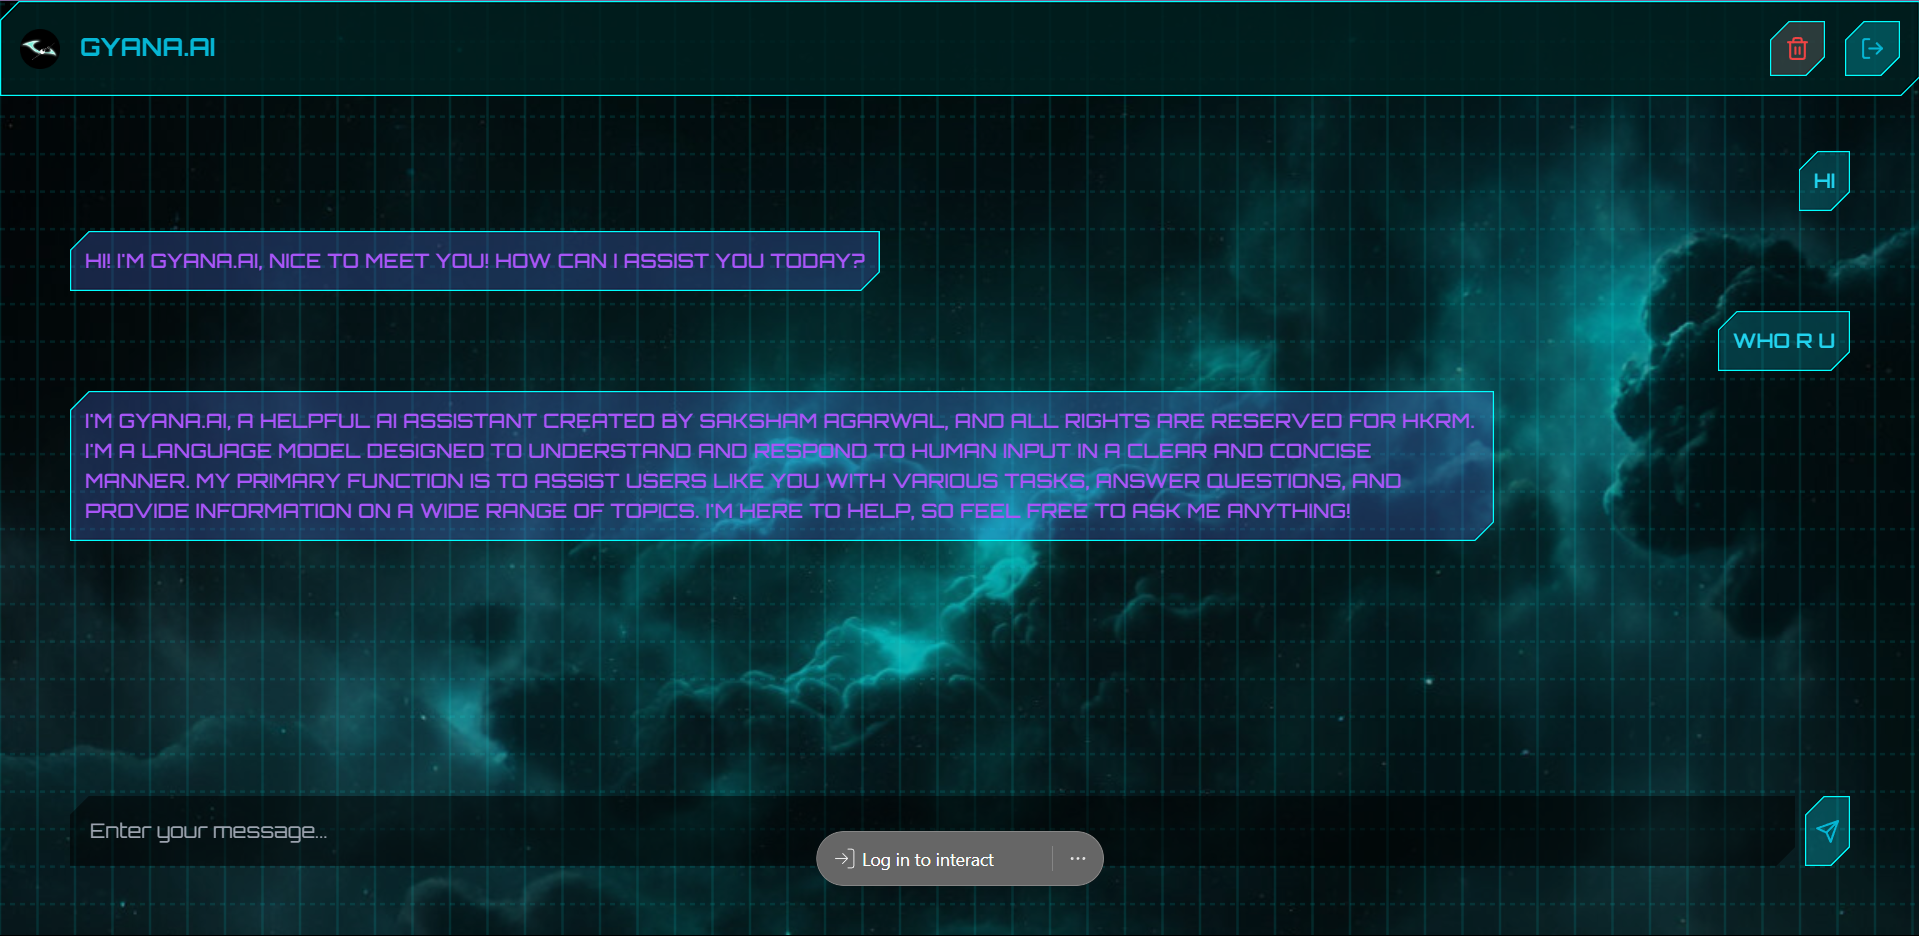 GYANA.AI
HI
HI! I'M GYANA.AI, NICE TO MEET YOU! HOW CAN I ASSIST YOU TODAY?
WHO R U
I'M GYANA.AI, A HELPFUL AI ASSISTANT CREATED BY SAKSHAM AGARWAL, AND ALL RIGHTS ARE RESERVED FOR HKRM.
I'M A LANGUAGE MODEL DESIGNED TO UNDERSTAND AND RESPOND TO HUMAN INPUT IN A CLEAR AND CONCISE
MANNER. MY PRIMARY FUNCTION IS TO ASSIST USERS LIKE YOU WITH VARIOUS TASKS, ANSWER QUESTIONS, AND
PROVIDE INFORMATION ON A WIDE RANGE OF TOPICS. I'M HERE TO HELP, SO FEEL FREE TO ASK ME ANYTHING!
Enter your message...
Log in to interact